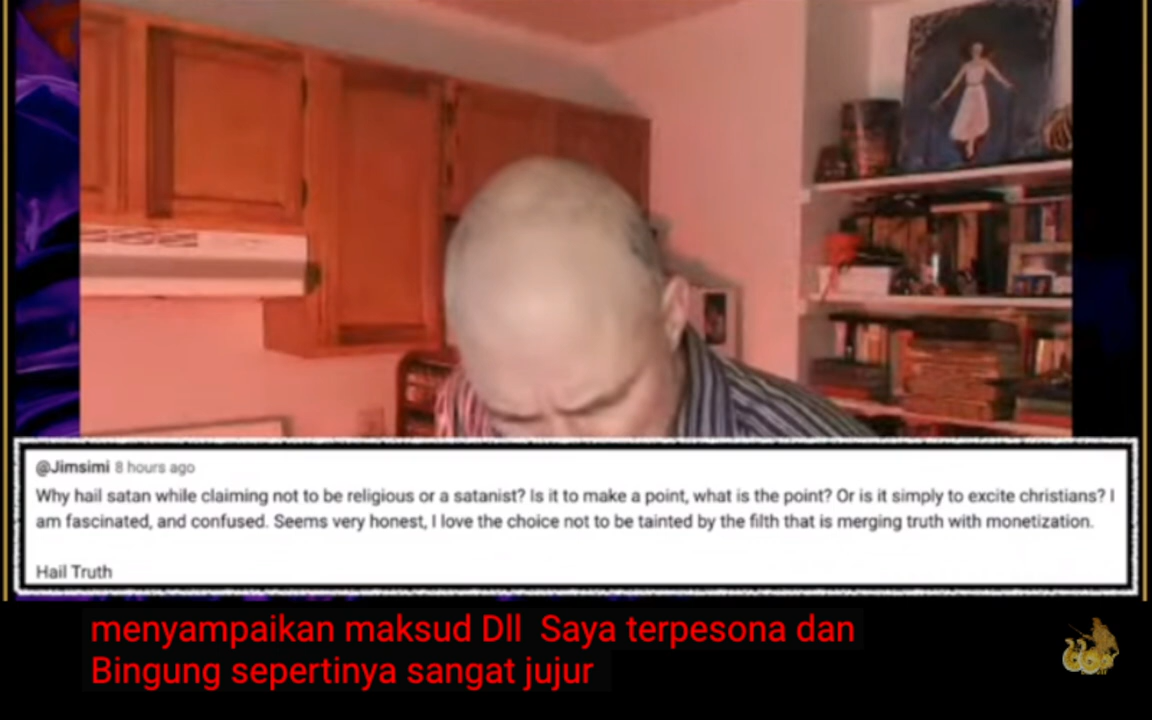 @Jimsimi 8 hours ago
Why hail satan while claiming not to be religious or a satanist? Is it to make a point, what is the point? Or is it simply to excite christians? I
am fascinated, and confused. Seems very honest, I love the choice not to be tainted by the filth that is merging truth with monetization.
Hail Truth
menyampaikan maksud Dll  Saya terpesona dan
Bingung sepertinya sangat jujur